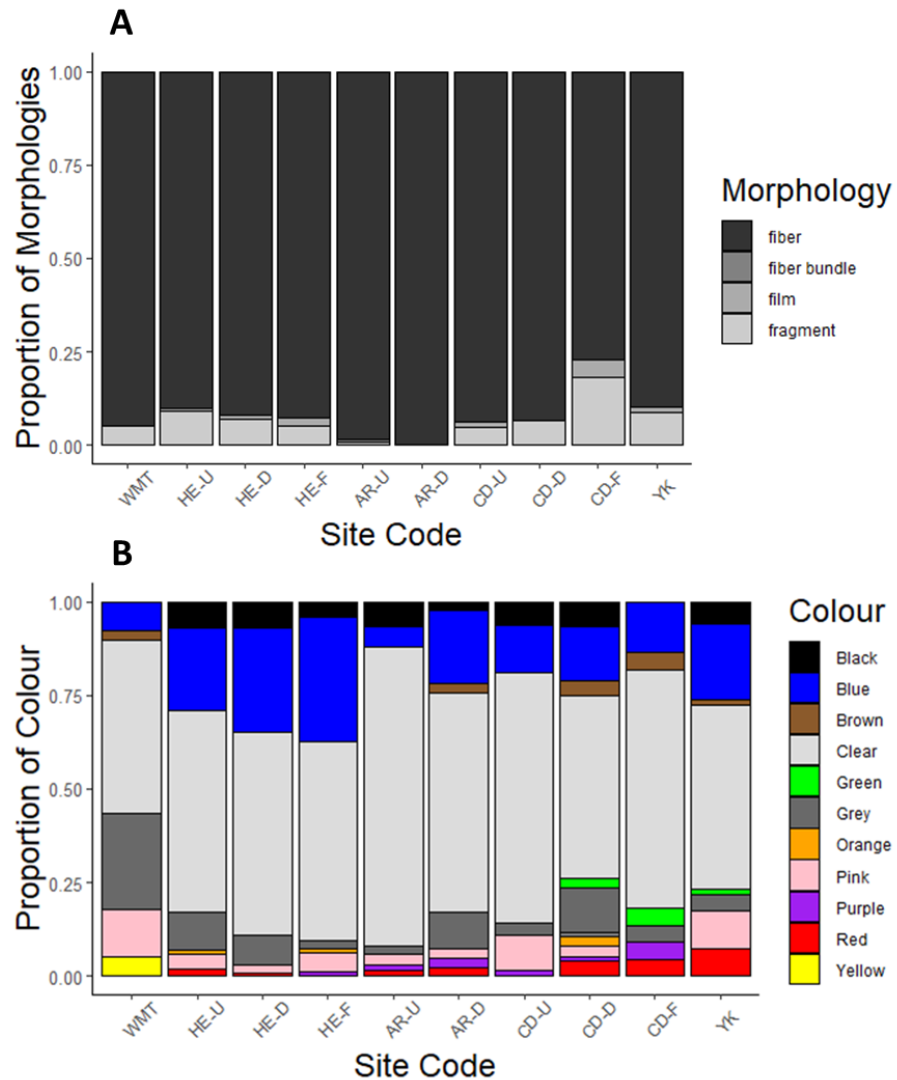 A
Proportion of Morphologies
1.00
0.75
0.50
0.25
0.00
WMT
HE-U
HE-D
HE-F
AR-U
AR-D
CD-U
CD-D
CD-F
YK
Site Code
Morphology
fiber
fiber bundle
film
fragment
B
Proportion of Colour
1.00
0.75
0.50
0.25
0.00
WMT
HE-U
HE-D
HE-F
AR-U
AR-D
CD-U
CD-D
CD-F
YK
Site Code
Colour
Black
Blue
Brown
Clear
Green
Grey
Orange
Pink
Purple
Red
Yellow